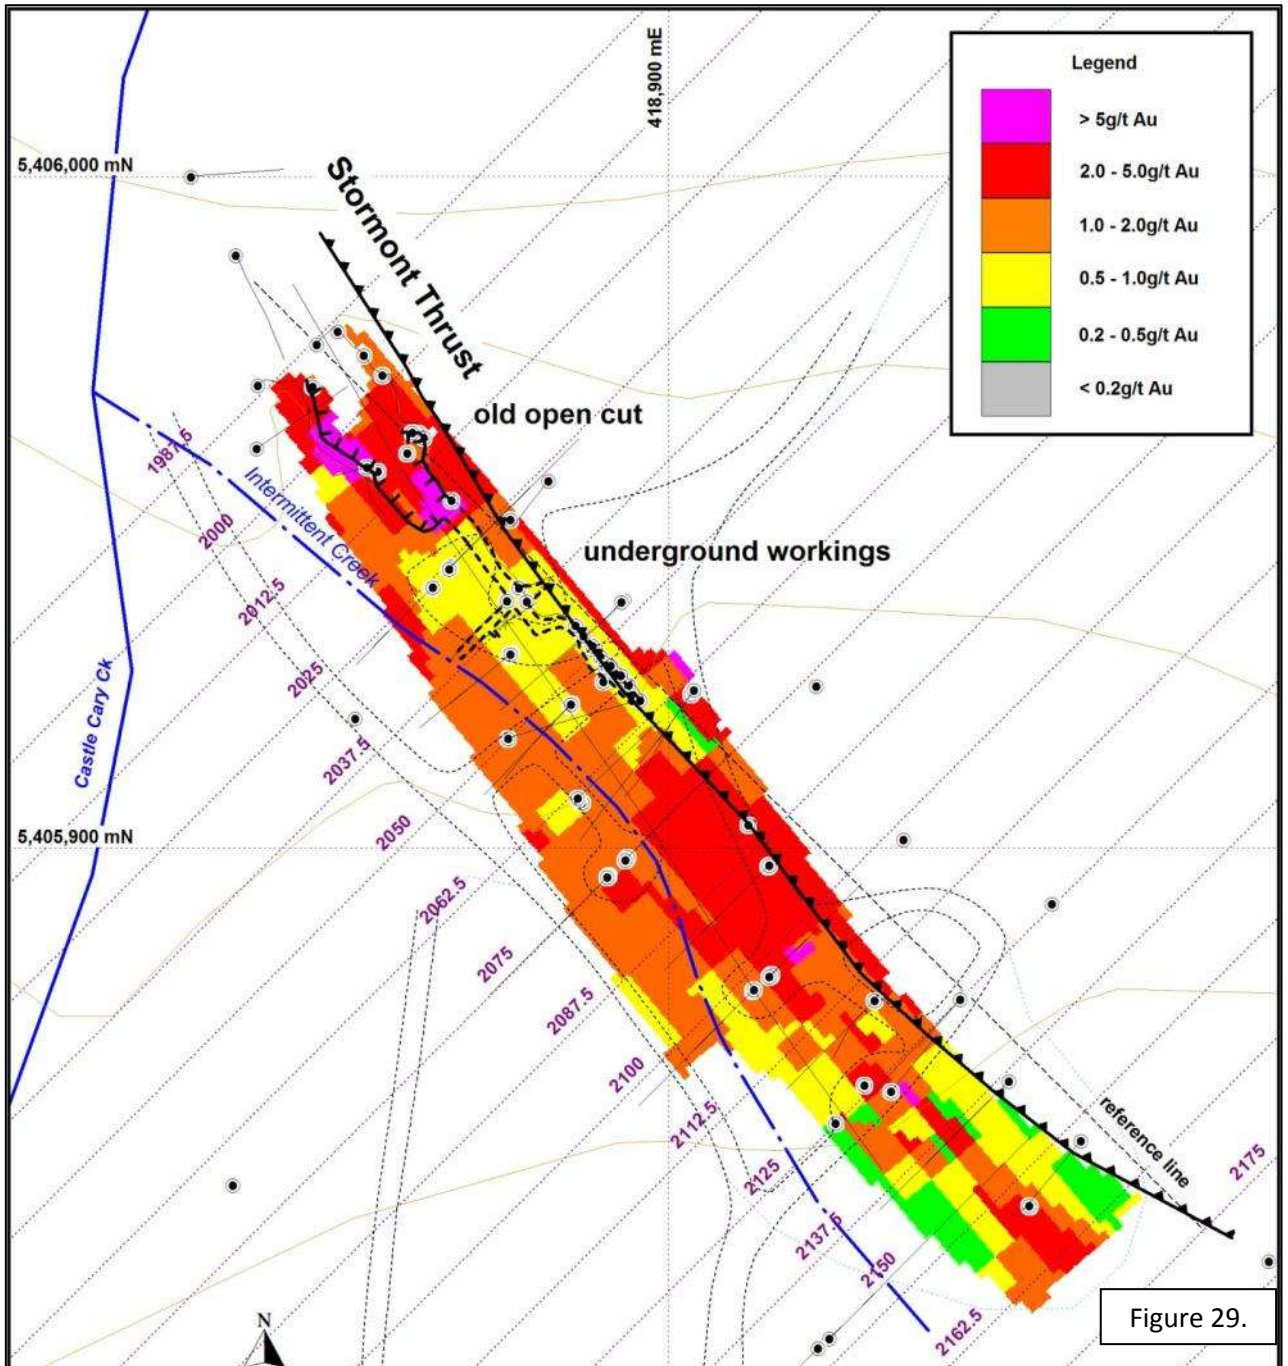 418,900 mE
Legend
> 5g/t Au
2.0 - 5.0g/t Au
1.0 - 2.0g/t Au
0.5 - 1.0g/t Au
0.2 - 0.5g/t Au
< 0.2g/t Au
5,406,000 mN
Stormont Thrust
old open cut
1987.5
Intermittent Creek
2000
underground workings
2012.5
2025
Castle Cary Ck
2037.5
2050
5,405,900 mN
2062.5
2075
2087.5
2100
2112.5
reference line
2125
2175
2137.5
2150
2162.5
Figure 29.
N